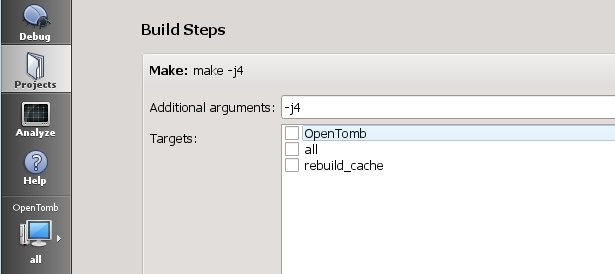 Debug
Projects
Analyze
Help
OpenTomb
all
Build Steps
Make: make -j4
Additional arguments: -j4
Targets:
OpenTomb
all
rebuild_cache